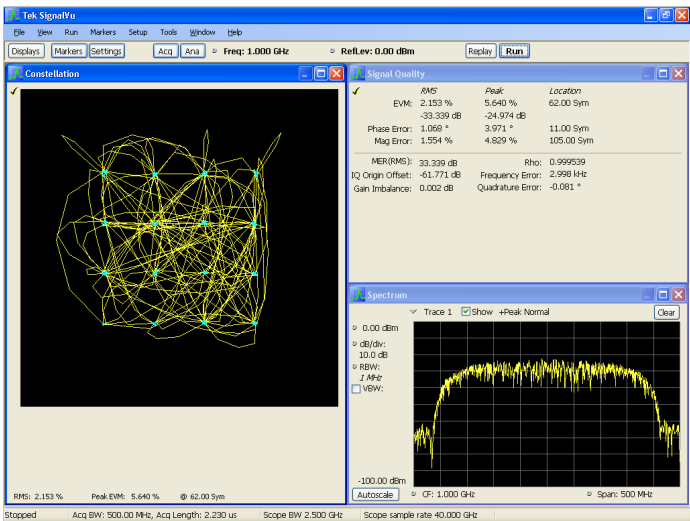 Tek SignalVu
File View Run Markers Setup Tools Window Help
Displays Markers Settings Acq Ana Freq: 1.000 GHz RefLev: 0.00 dBm Replay Run
Constellation
RMS: 2.153 % Peak EVM: 5.640 % @ 62.00 Sym
Signal Quality
RMS Peak Location
EVM: 2.153 % 5.640 % 62.00 Sym
-33.339 dB -24.974 dB
Phase Error: 1.068 ° 3.971 ° 11.00 Sym
Mag Error: 1.554 % 4.829 % 105.00 Sym
MER(RMS): 33.339 dB Rho: 0.999539
IQ Origin Offset: -61.771 dB Frequency Error: 2.998 kHz
Gain Imbalance: 0.002 dB Quadrature Error: -0.081 °
Spectrum
Trace 1 Show +Peak Normal Clear
0.00 dBm
dB/div:
10.0 dB
RBW:
1 MHz
VBW:
-100.00 dBm
Autoscale CF: 1.000 GHz Span: 500 MHz
Stopped Acq BW: 500.00 MHz, Acq Length: 2.230 us Scope BW 2.500 GHz Scope sample rate 40.000 GHz